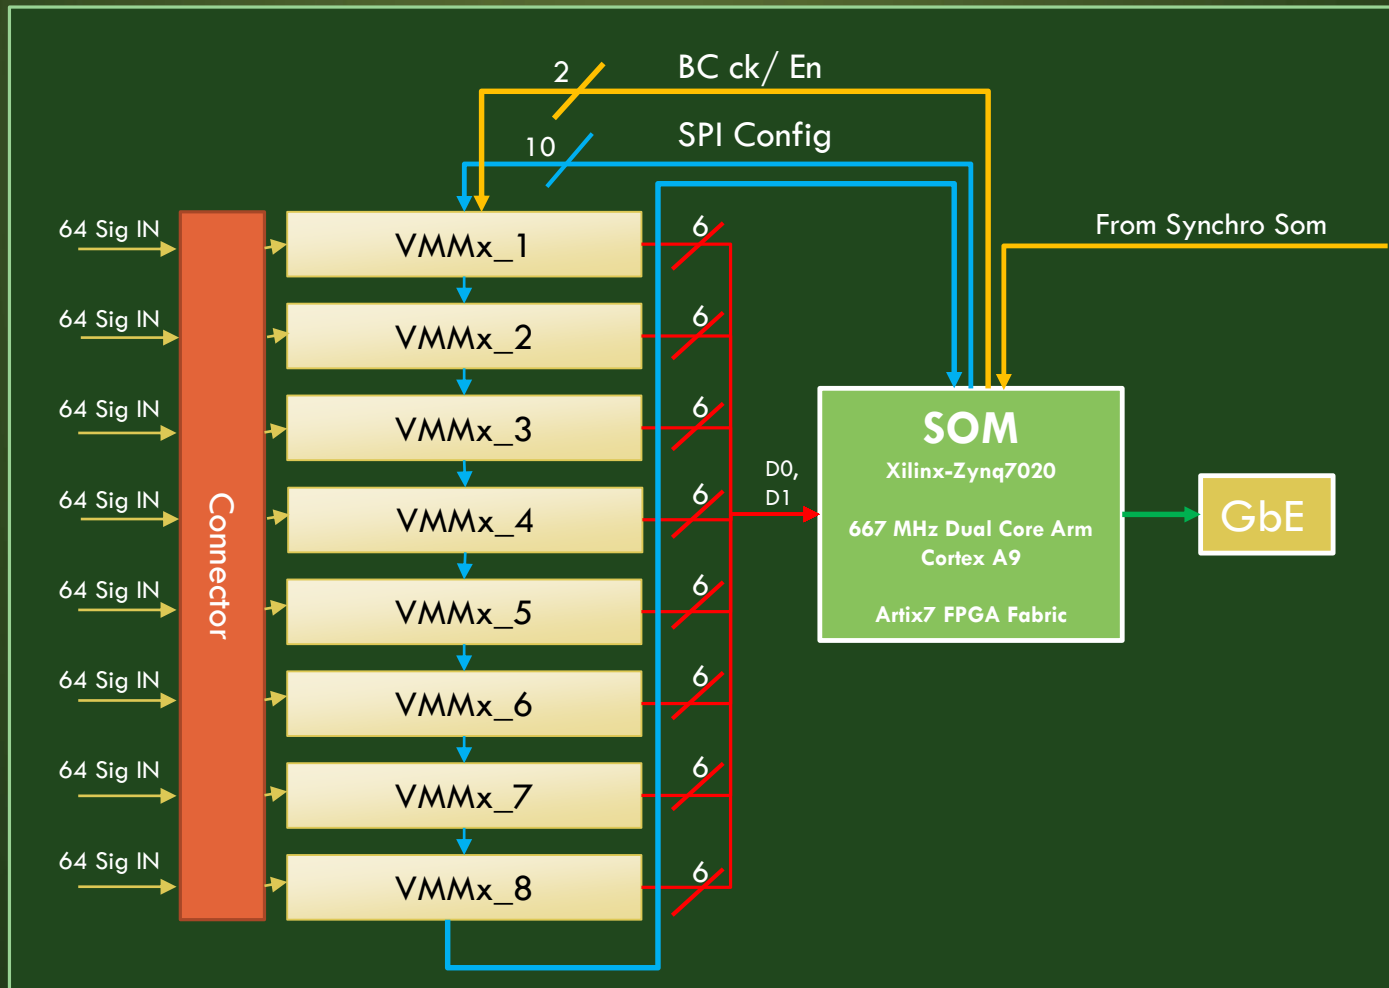 2
BC ck/ En
10
SPI Config
From Synchro Som
64 Sig IN
VMMx_1
6
64 Sig IN
VMMx_2
6
64 Sig IN
VMMx_3
6
64 Sig IN
VMMx_4
6
64 Sig IN
VMMx_5
6
64 Sig IN
VMMx_6
6
64 Sig IN
VMMx_7
6
64 Sig IN
VMMx_8
6
Connector
D0,
D1
SOM
Xilinx-Zynq7020
667 MHz Dual Core Arm
Cortex A9
Artix7 FPGA Fabric
GbE